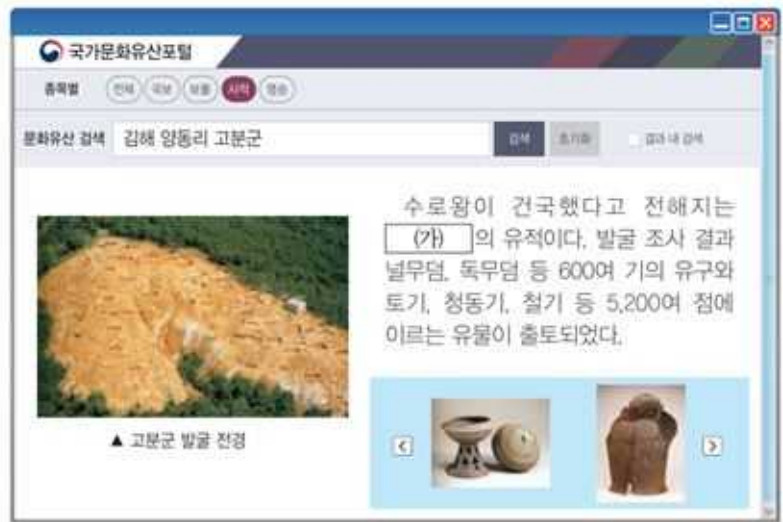 국가문화유산포털
종목별 전체 국보 보물 사적 명승
문화유산 검색 김해 양동리 고분군 검색 초기화 결과 내 검색
수로왕이 건국했다고 전해지는
(가) 의 유적이다. 발굴 조사 결과
널무덤, 독무덤 등 600여 기의 유구와
토기, 청동기, 철기 등 5,200여 점에
이르는 유물이 출토되었다.
▲ 고분군 발굴 전경